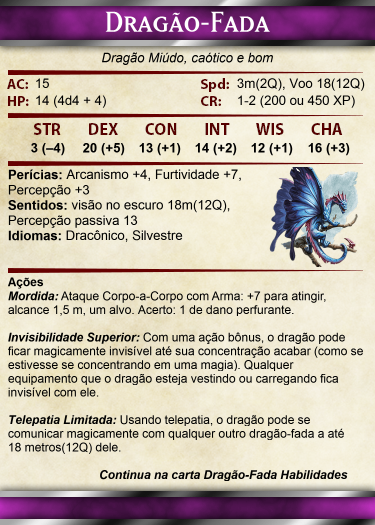 DRAGÃO-FADA
Dragão Miúdo, caótico e bom
AC: 15 Spd: 3m(2Q), Voo 18(12Q)
HP: 14 (4d4 + 4) CR: 1-2 (200 ou 450 XP)
STR DEX CON INT WIS CHA
3 (–4) 20 (+5) 13 (+1) 14 (+2) 12 (+1) 16 (+3)
Perícias: Arcanismo +4, Furtividade +7,
Percepção +3
Sentidos: visão no escuro 18m(12Q),
Percepção passiva 13
Idiomas: Dracônico, Silvestre
Ações
Mordida: Ataque Corpo-a-Corpo com Arma: +7 para atingir,
alcance 1,5 m, um alvo. Acerto: 1 de dano perfurante.
Invisibilidade Superior: Com uma ação bônus, o dragão pode
ficar magicamente invisível até sua concentração acabar (como se
estivesse se concentrando em uma magia). Qualquer
equipamento que o dragão esteja vestindo ou carregando fica
invisível com ele.
Telepatia Limitada: Usando telepatia, o dragão pode se
comunicar magicamente com qualquer outro dragão-fada a até
18 metros(12Q) dele.
Continua na carta Dragão-Fada Habilidades